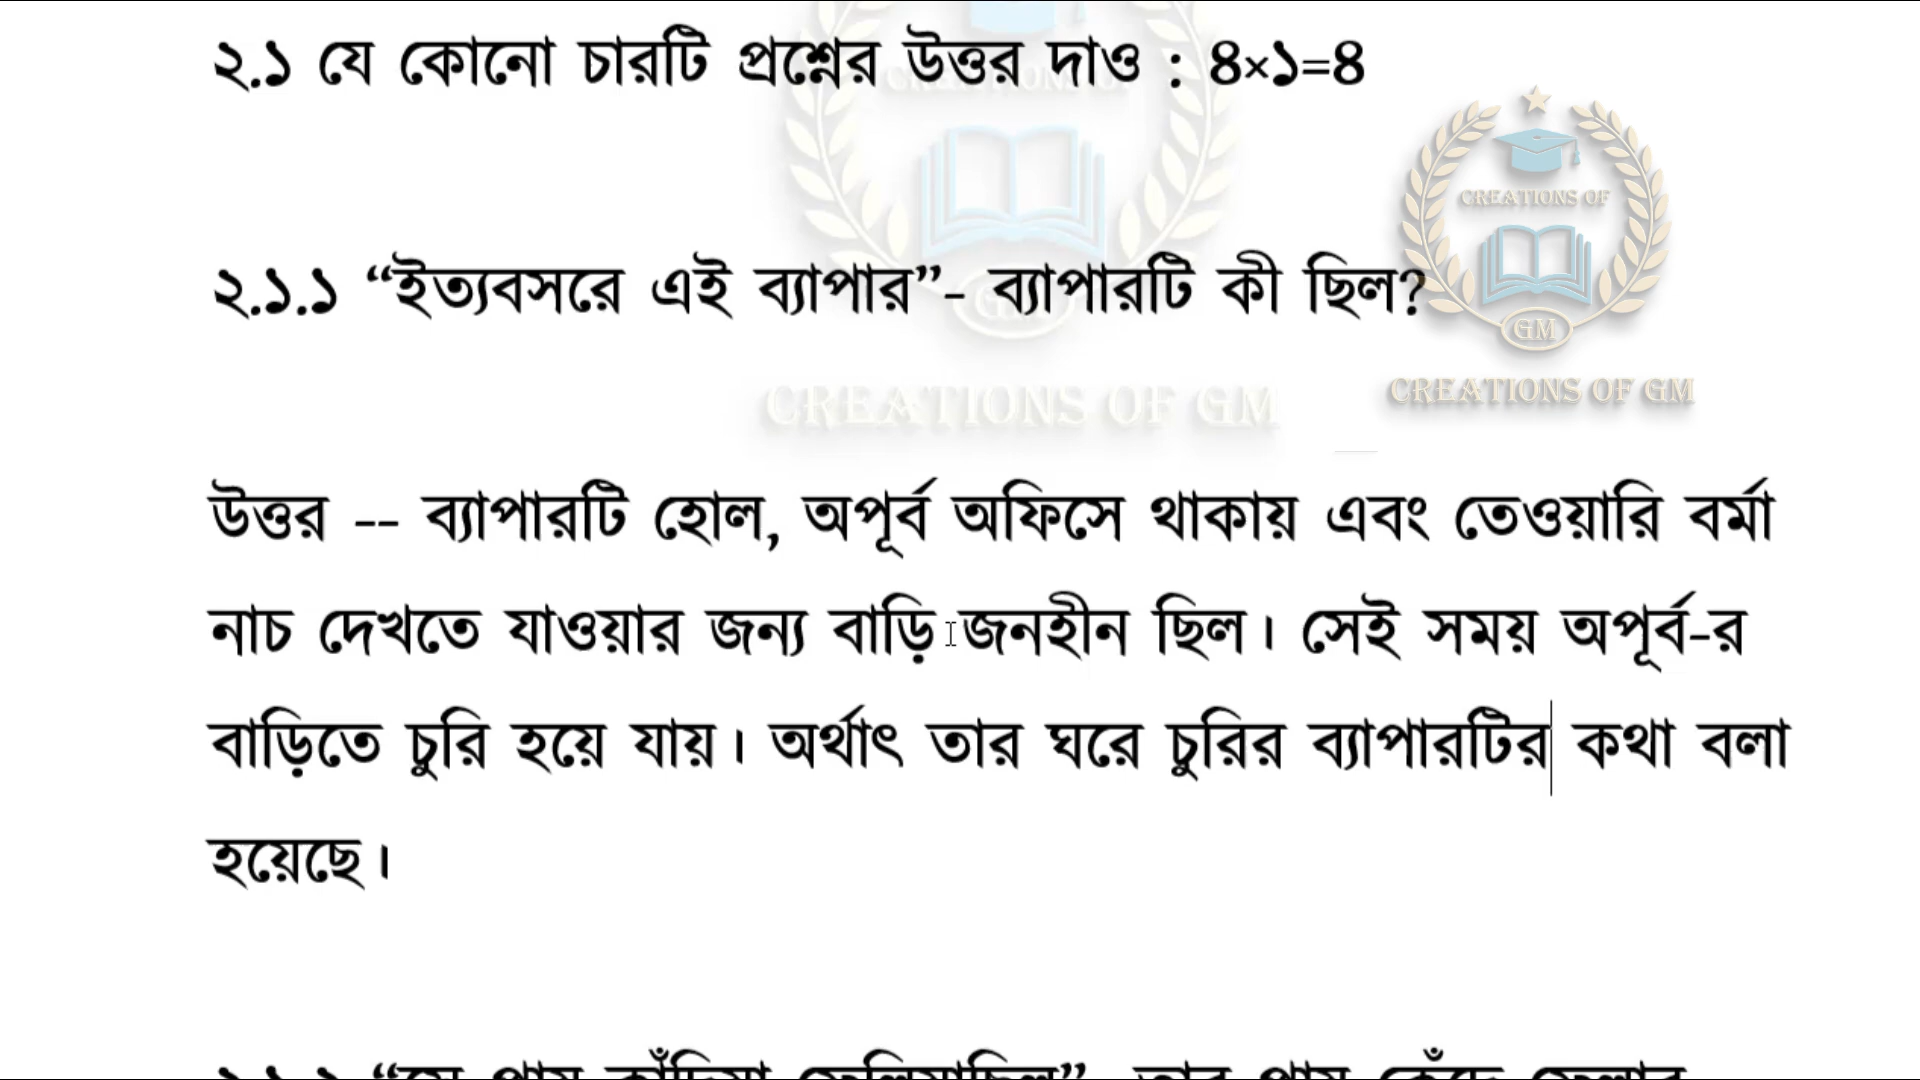 ২.১ যে কোনো চারটি প্রশ্নের উত্তর দাও : ৪×১=৪
CREATIONS OF
২.১.১ “ইত্যবসরে এই ব্যাপার”- ব্যাপারটি কী ছিল?
GM
CREATIONS OF GM
CREATIONS OF GM
উত্তর -- ব্যাপারটি হোল, অপূর্ব অফিসে থাকায় এবং তেওয়ারি বর্মা
নাচ দেখতে যাওয়ার জন্য বাড়ি জনহীন ছিল। সেই সময় অপূর্ব-র
বাড়িতে চুরি হয়ে যায়। অর্থাৎ তার ঘরে চুরির ব্যাপারটির কথা বলা
হয়েছে।